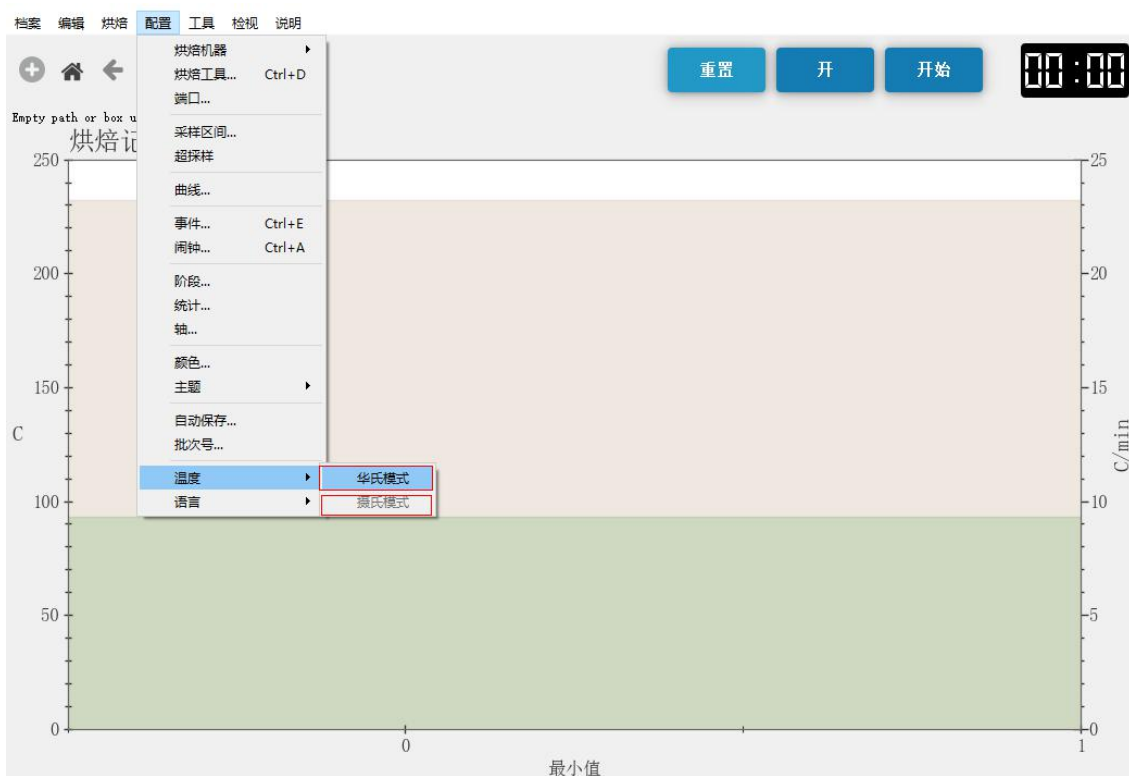 档案 编辑 烘焙 配置 工具 检视 说明
烘焙机器
烘焙工具... Ctrl+D
端口...
采样区间...
超采样
曲线...
事件... Ctrl+E
闹钟... Ctrl+A
阶段...
统计...
轴...
颜色...
主题
自动保存...
批次号...
温度
语言
华氏模式
摄氏模式
重置 开 开始 00:00
Empty path or box u
烘焙记
250
200
150
100
50
0
C
25
20
15
10
5
0
C/min
0 1
最小值